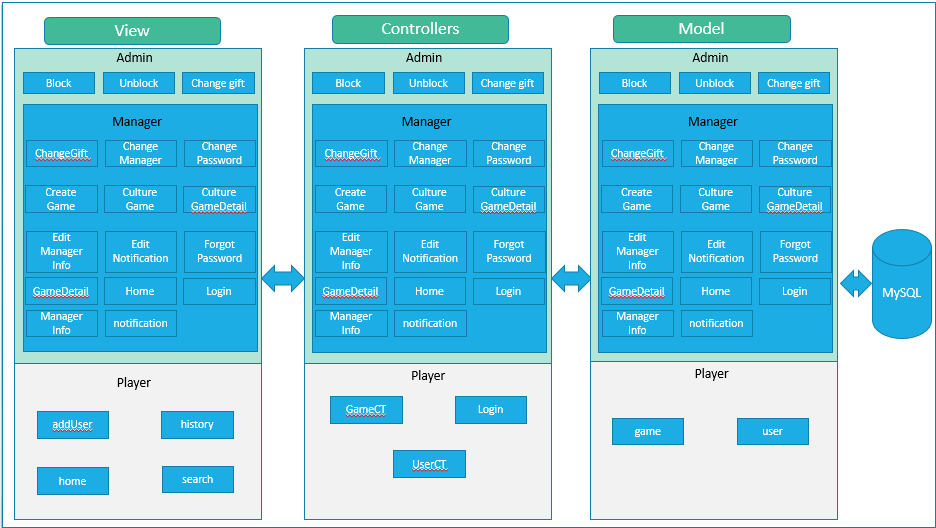 View
Controllers
Model
Admin
Block
Unblock
Change gift
Manager
ChangeGift
Change
Manager
Change
Password
Create
Game
Culture
Game
Culture
GameDetail
Edit
Manager
Info
Edit
Notification
Forgot
Password
GameDetail
Home
Login
Manager
Info
notification
Player
addUser
history
home
search
Admin
Block
Unblock
Change gift
Manager
ChangeGift
Change
Manager
Change
Password
Create
Game
Culture
Game
Culture
GameDetail
Edit
Manager
Info
Edit
Notification
Forgot
Password
GameDetail
Home
Login
Manager
Info
notification
Player
GameCT
Login
UserCT
Admin
Block
Unblock
Change gift
Manager
ChangeGift
Change
Manager
Change
Password
Create
Game
Culture
Game
Culture
GameDetail
Edit
Manager
Info
Edit
Notification
Forgot
Password
GameDetail
Home
Login
Manager
Info
notification
Player
game
user
MySQL